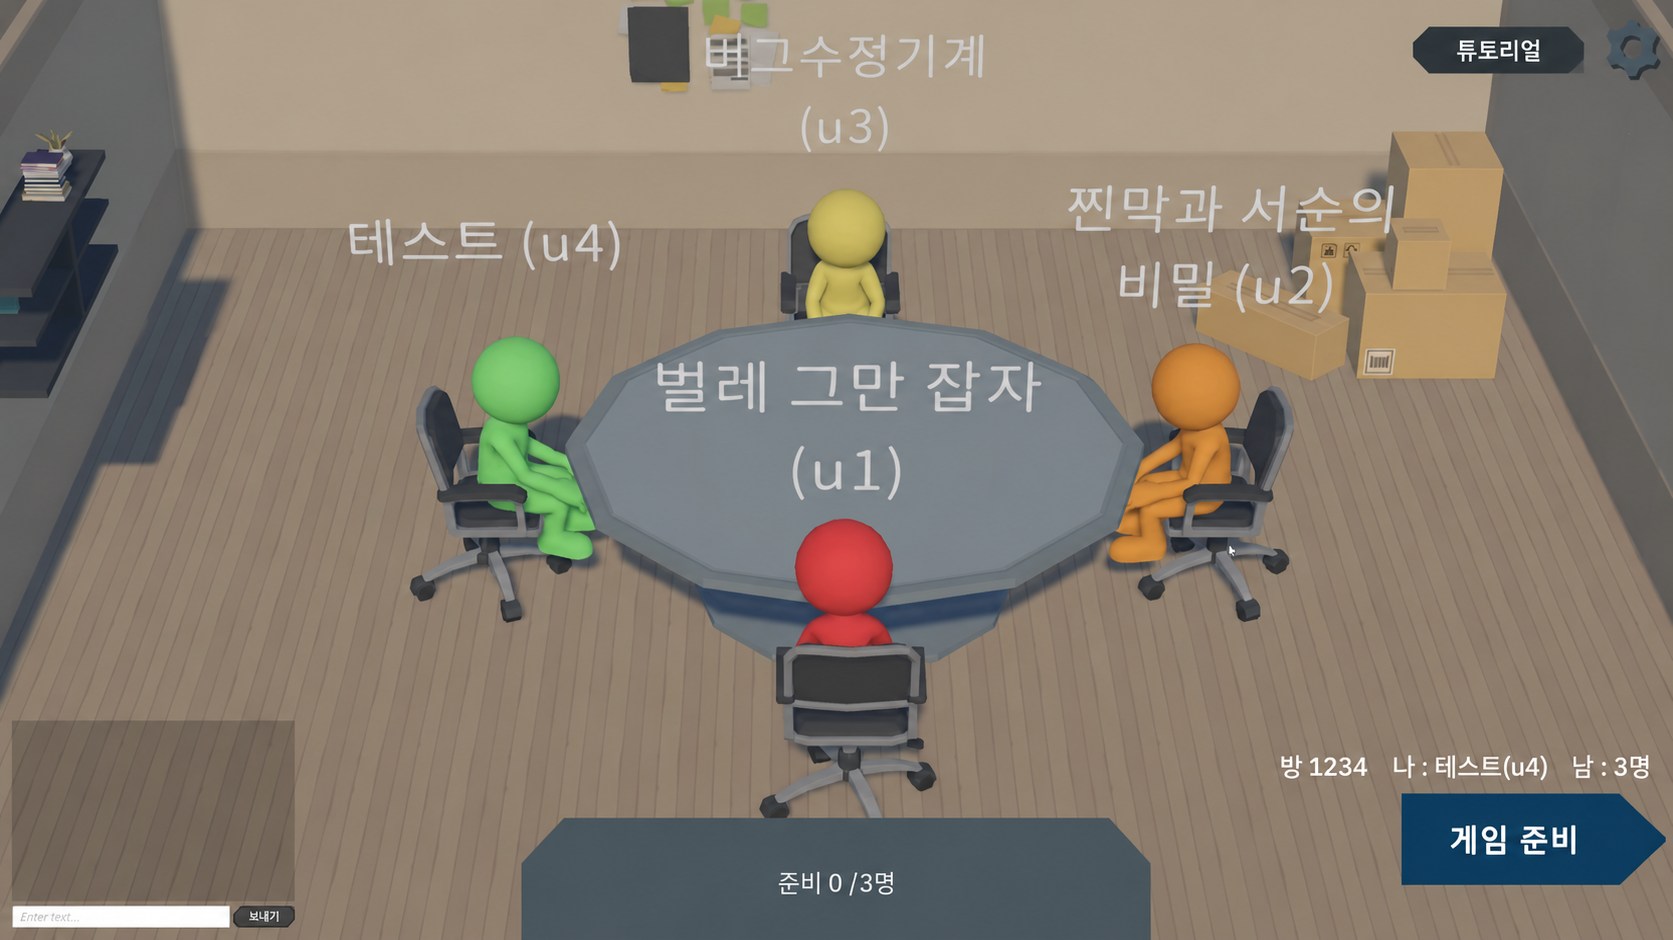 버그수정기계
(u3)
튜토리얼
테스트 (u4)
찐막과 서순의
비밀 (u2)
벌레 그만 잡자
(u1)
방 1234 나 : 테스트(u4) 남 : 3명
게임 준비
준비 0 /3명
Enter text...
보내기